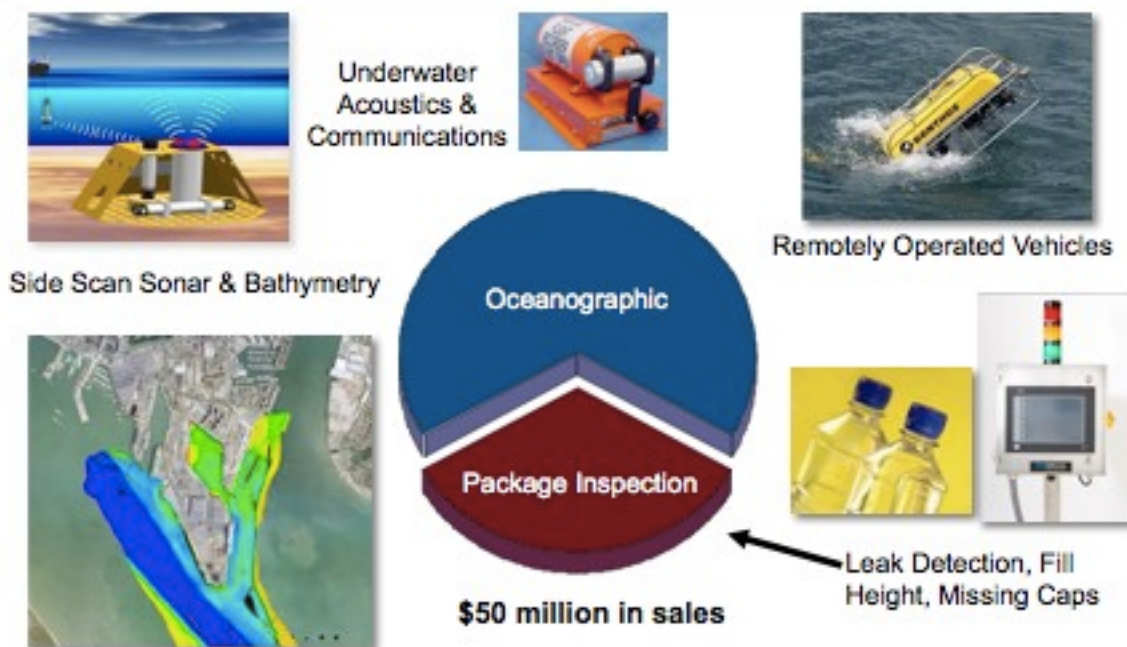 Underwater
Acoustics &
Communications
Remotely Operated Vehicles
Side Scan Sonar & Bathymetry
Oceanographic
Package Inspection
Leak Detection, Fill
Height, Missing Caps
$50 million in sales
BENTHOS